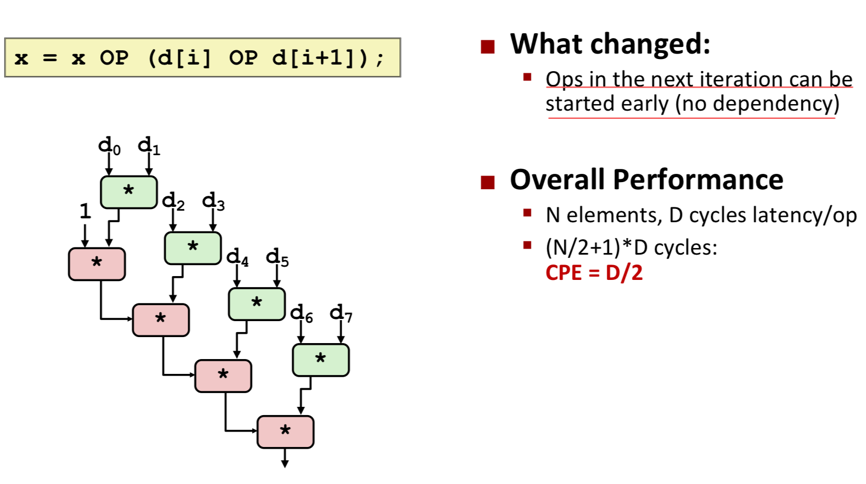 x = x OP (d[i] OP d[i+1]);
What changed:
Ops in the next iteration can be
started early (no dependency)
Overall Performance
N elements, D cycles latency/op
(N/2+1)*D cycles:
CPE = D/2
d0 d1
*
1
d2 d3
*
*
d4 d5
*
*
d6 d7
*
*
*